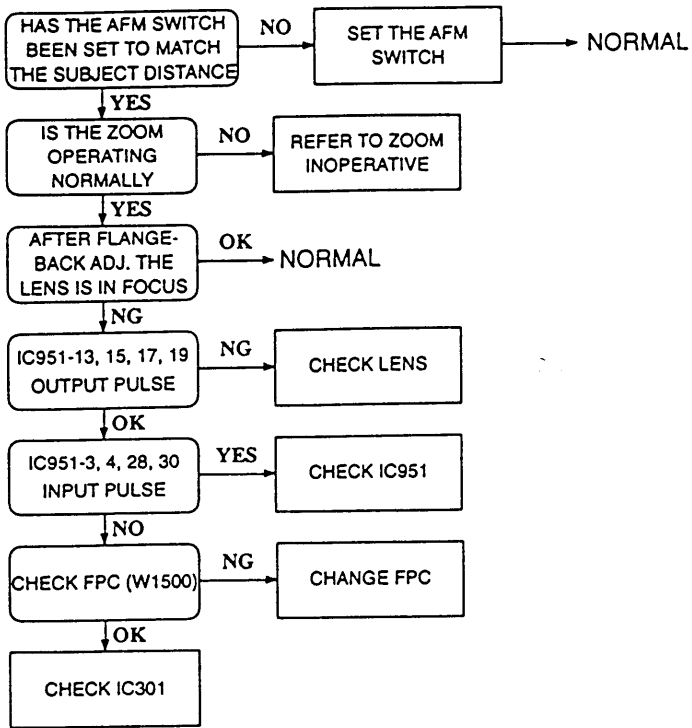 HAS THE AFM SWITCH
BEEN SET TO MATCH
THE SUBJECT DISTANCE
NO
SET THE AFM
SWITCH
NORMAL
YES
IS THE ZOOM
OPERATING
NORMALLY
NO
REFER TO ZOOM
INOPERATIVE
YES
AFTER FLANGE-
BACK ADJ. THE
LENS IS IN FOCUS
OK
NORMAL
NG
IC951-13, 15, 17, 19
OUTPUT PULSE
NG
CHECK LENS
OK
IC951-3, 4, 28, 30
INPUT PULSE
YES
CHECK IC951
NO
CHECK FPC (W1500)
NG
CHANGE FPC
OK
CHECK IC301